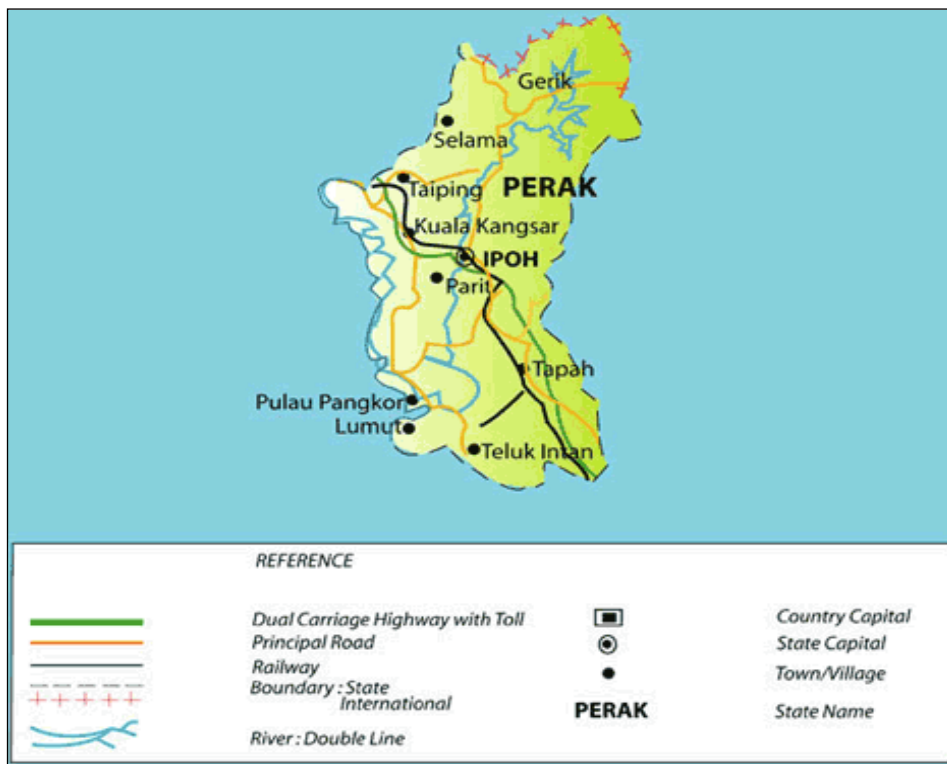 Gerik
Selama
Taiping
PERAK
Kuala Kangsar
IPOH
Parit
Tapah
Pulau Pangkor
Lumut
Teluk Intan
REFERENCE
Dual Carriage Highway with Toll
Principal Road
Railway
Boundary : State
International
River : Double Line
Country Capital
State Capital
Town/Village
PERAK
State Name